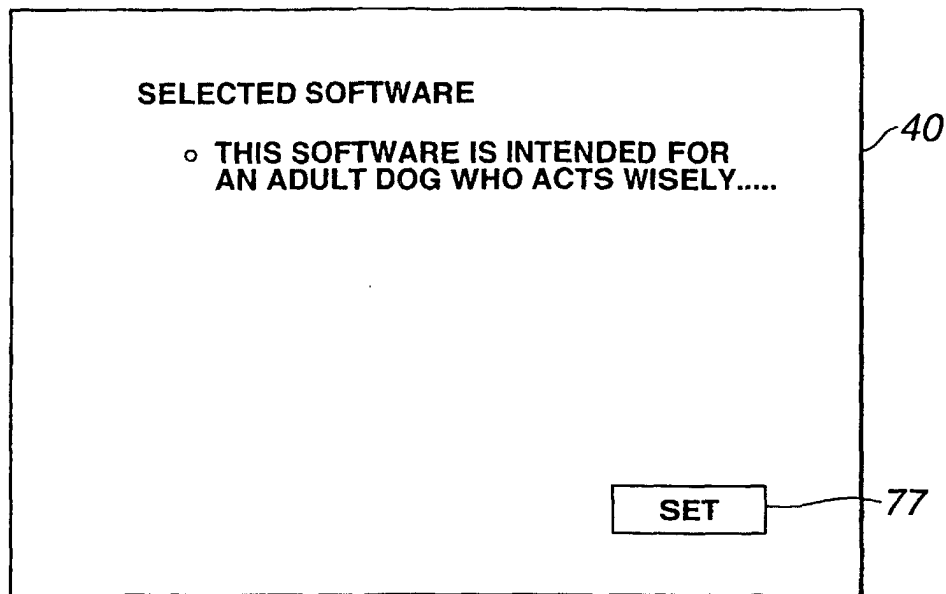 SELECTED SOFTWARE
○ THIS SOFTWARE IS INTENDED FOR
AN ADULT DOG WHO ACTS WISELY.....
40
SET
77